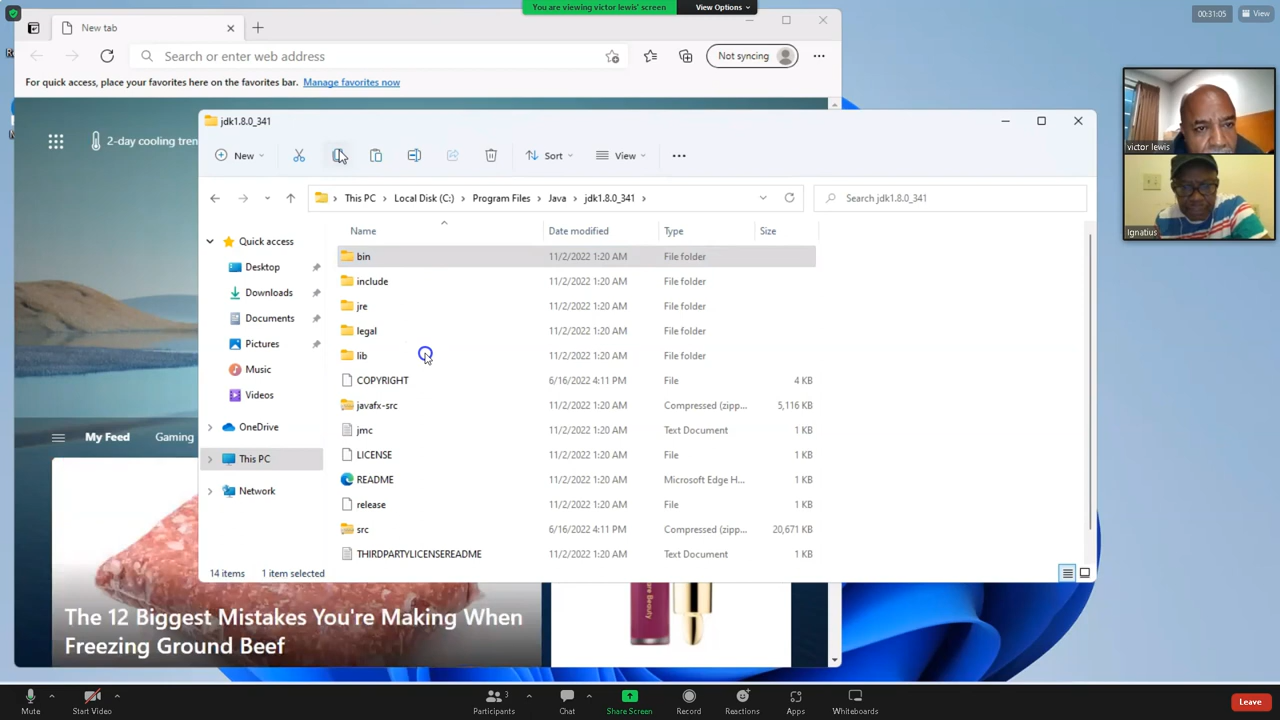 You are viewing victor lewis' screen
View Options
00:31:05
View
New tab
Search or enter web address
Not syncing
For quick access, place your favorites here on the favorites bar.
Manage favorites now
2-day cooling tren
jdk1.8.0_341
New
Sort
View
This PC
Local Disk (C:)
Program Files
Java
jdk1.8.0_341
Search jdk1.8.0_341
Name
Date modified
Type
Size
Quick access
Desktop
Downloads
Documents
Pictures
Music
Videos
OneDrive
This PC
Network
bin 11/2/2022 1:20 AM File folder
include 11/2/2022 1:20 AM File folder
jre 11/2/2022 1:20 AM File folder
legal 11/2/2022 1:20 AM File folder
lib 11/2/2022 1:20 AM File folder
COPYRIGHT 6/16/2022 4:11 PM File 4 KB
javafx-src 11/2/2022 1:20 AM Compressed (zipp... 5,116 KB
jmc 11/2/2022 1:20 AM Text Document 1 KB
LICENSE 11/2/2022 1:20 AM File 1 KB
README 11/2/2022 1:20 AM Microsoft Edge H... 1 KB
release 11/2/2022 1:20 AM File 1 KB
src 6/16/2022 4:11 PM Compressed (zipp... 20,671 KB
THIRDPARTYLICENSEREADME 11/2/2022 1:20 AM Text Document 1 KB
14 items
1 item selected
My Feed
Gaming
The 12 Biggest Mistakes You're Making When
Freezing Ground Beef
are Beauty
victor lewis
Ignatius
Mute
Start Video
Participants
3
Chat
Share Screen
Record
Reactions
Apps
Whiteboards
Leave